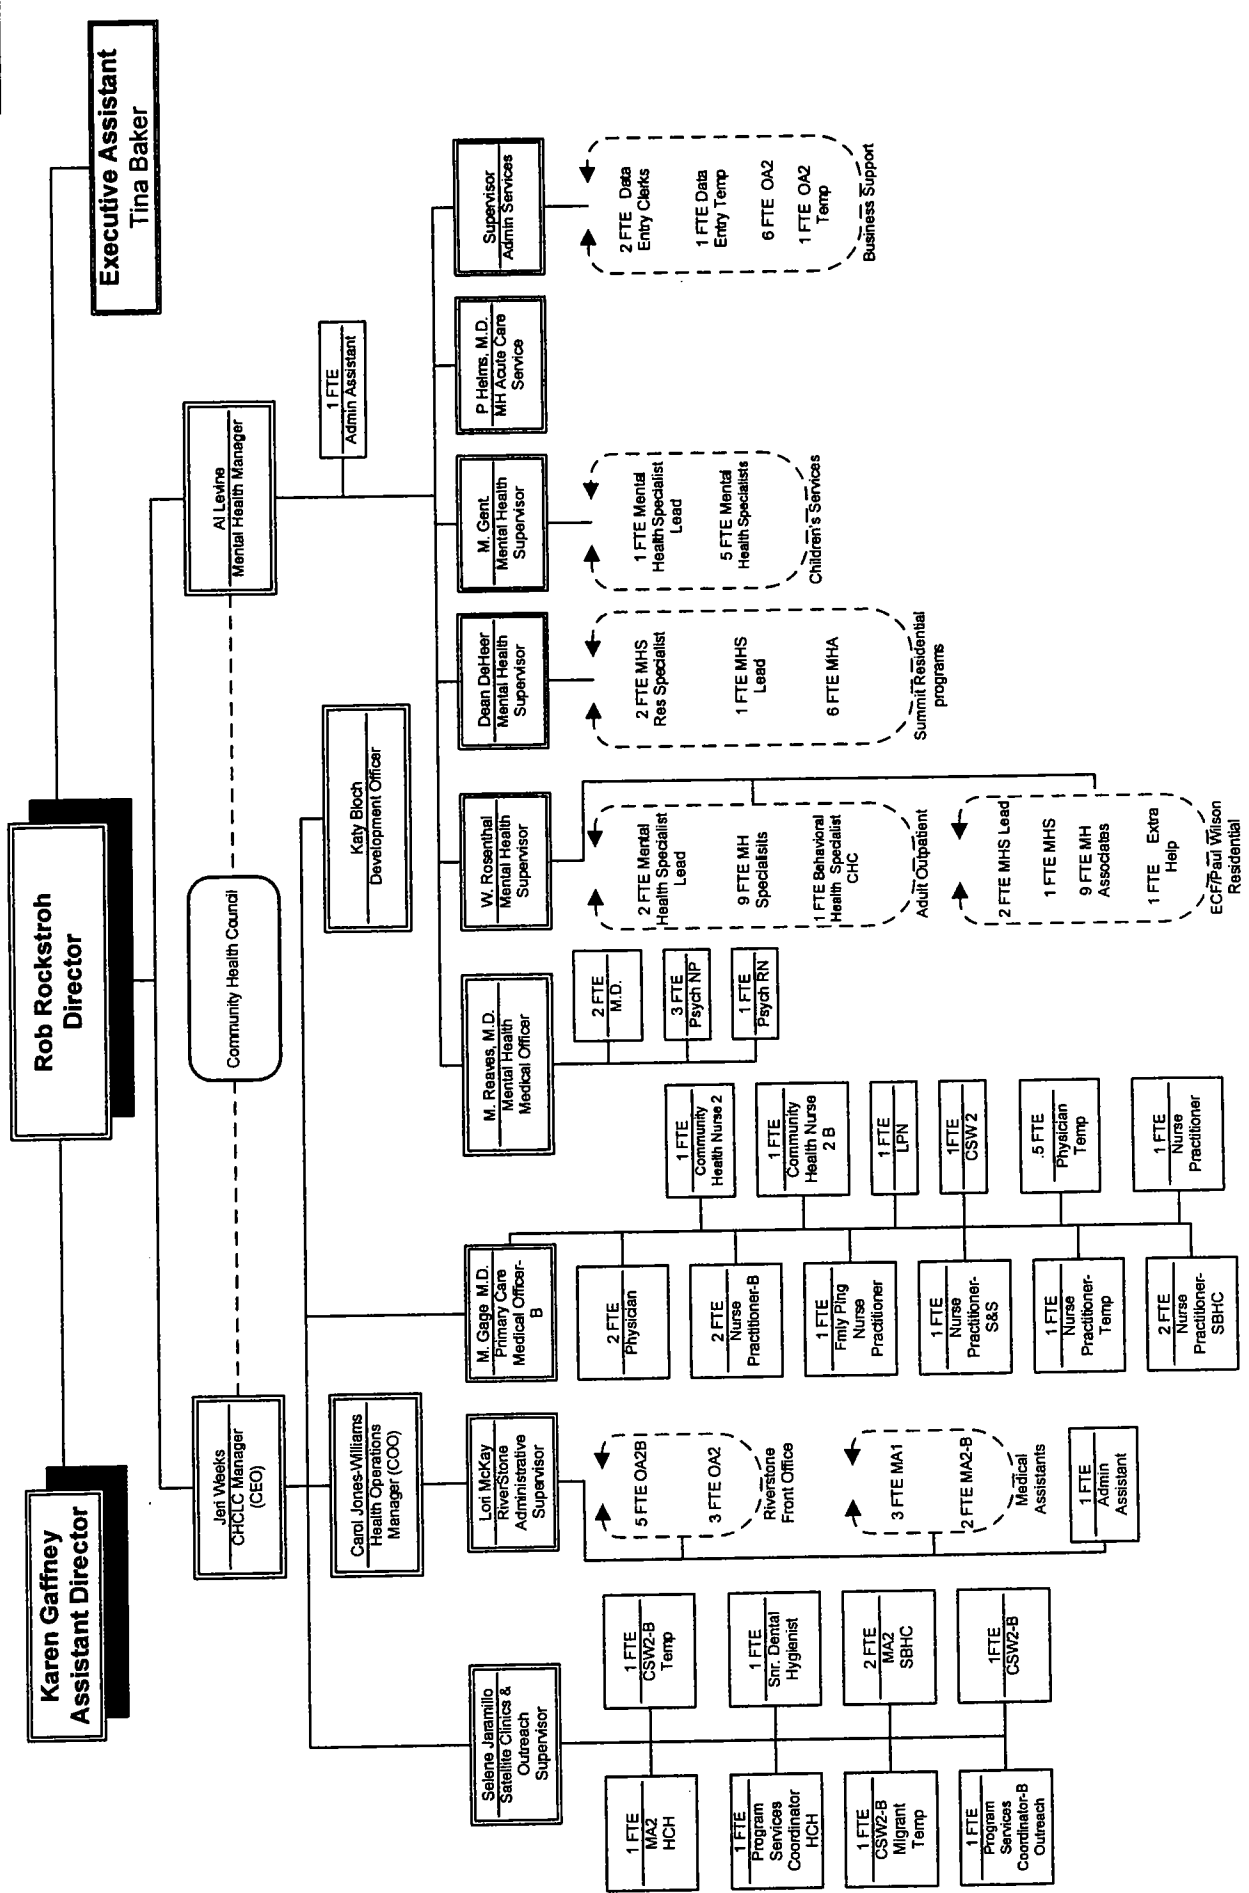 Karen Gaffney
Assistant Director
Rob Rockstroh
Director
Executive Assistant
Tina Baker
Jeri Weeks
CHCLC Manager
(CEO)
Community Health Council
Al Levine
Mental Health Manager
Carol Jones-Williams
Health Operations
Manager (COO)
Katy Bloch
Development Officer
1 FTE
Admin Assistant
Selene Jaramillo
Satellite Clinics &
Outreach
Supervisor
Lori McKay
RiverStone
Administrative
Supervisor
M. Gage M.D.
Primary Care
Medical Officer-
B
M. Reaves, M.D.
Mental Health
Medical Officer
W. Rosenthal
Mental Health
Supervisor
Dean DeHeer
Mental Health
Supervisor
M. Gent
Mental Health
Supervisor
P Helms, M.D.
MH Acute Care
Service
Supervisor
Admin Services
1 FTE
MA2
HCH
1 FTE
CSW2-B
Temp
1 FTE
Program
Services
Coordinator
HCH
1 FTE
Snr. Dental
Hygienist
1 FTE
CSW2-B
Migrant
Temp
2 FTE
MA2
SBHC
1 FTE
Program
Services
Coordinator-B
Outreach
1FTE
CSW2-B
5 FTE OA2B
3 FTE OA2
Riverstone
Front Office
3 FTE MA1
2 FTE MA2-B
Medical
Assistants
1 FTE
Admin
Assistant
2 FTE
Physician
2 FTE
Nurse
Practitioner-B
1 FTE
Fmly Plng
Nurse
Practitioner
1 FTE
Nurse
Practitioner-
S&S
1 FTE
Nurse
Practitioner-
Temp
2 FTE
Nurse
Practitioner-
SBHC
1 FTE
Community
Health Nurse 2
1 FTE
Community
Health Nurse
2 B
1 FTE
LPN
1FTE
CSW 2
.5 FTE
Physician
Temp
1 FTE
Nurse
Practitioner
2 FTE
M.D.
3 FTE
Psych NP
1 FTE
Psych RN
2 FTE Mental
Health Specialist
Lead
9 FTE MH
Specialisits
1 FTE Behavioral
Health Specialist
CHC
Adult Outpatient
2 FTE MHS Lead
1 FTE MHS
9 FTE MH
Associates
1 FTE Extra
Help
ECF/Paul Wilson
Residential
2 FTE MHS
Res Specialist
1 FTE MHS
Lead
6 FTE MHA
Summit Residential
programs
1 FTE Mental
Health Specialist
Lead
5 FTE Mental
Health Specialists
Children's Services
2 FTE Data
Entry Clerks
1 FTE Data
Entry Temp
6 FTE OA2
1 FTE OA2
Temp
Business Support